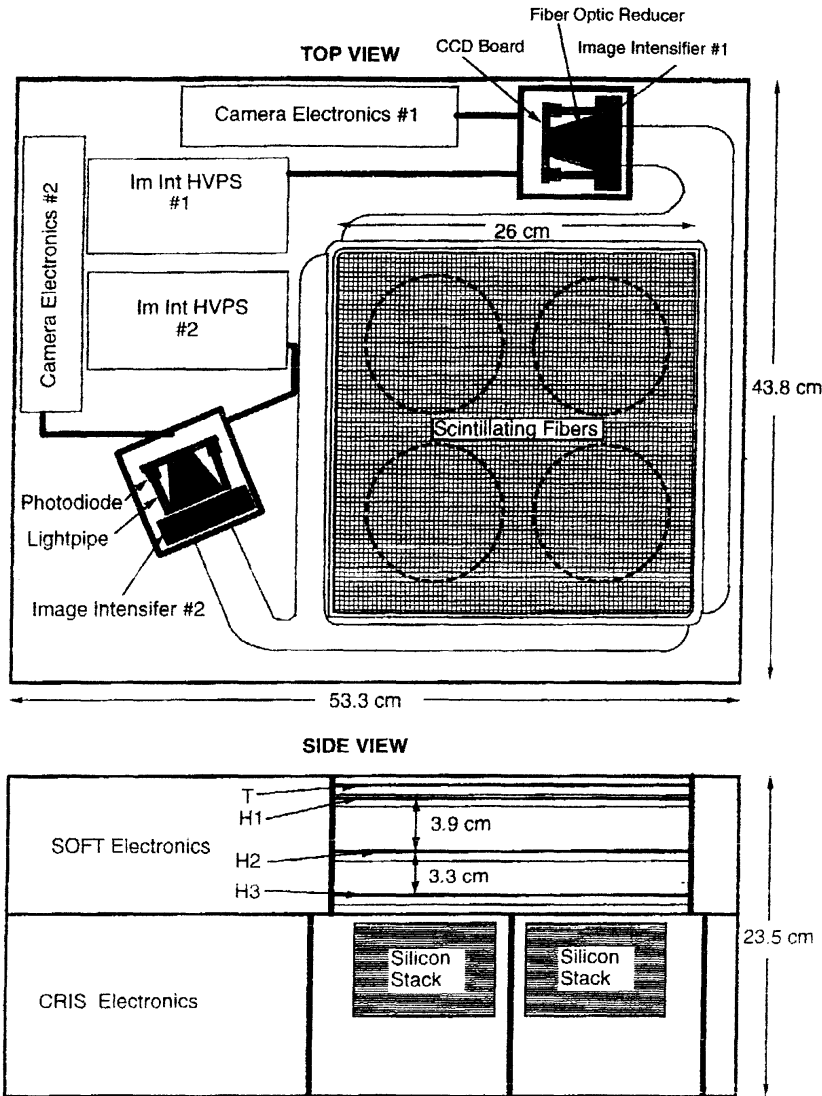 Fiber Optic Reducer
TOP VIEW
CCD Board
Image Intensifier #1
Camera Electronics #1
Camera Electronics #2
Im Int HVPS
#1
26 cm
Im Int HVPS
#2
43.8 cm
Scintillating Fibers
Photodiode
Lightpipe
Image Intensifer #2
53.3 cm
SIDE VIEW
T
H1
3.9 cm
SOFT Electronics
H2
3.3 cm
H3
23.5 cm
Silicon
Stack
Silicon
Stack
CRIS Electronics